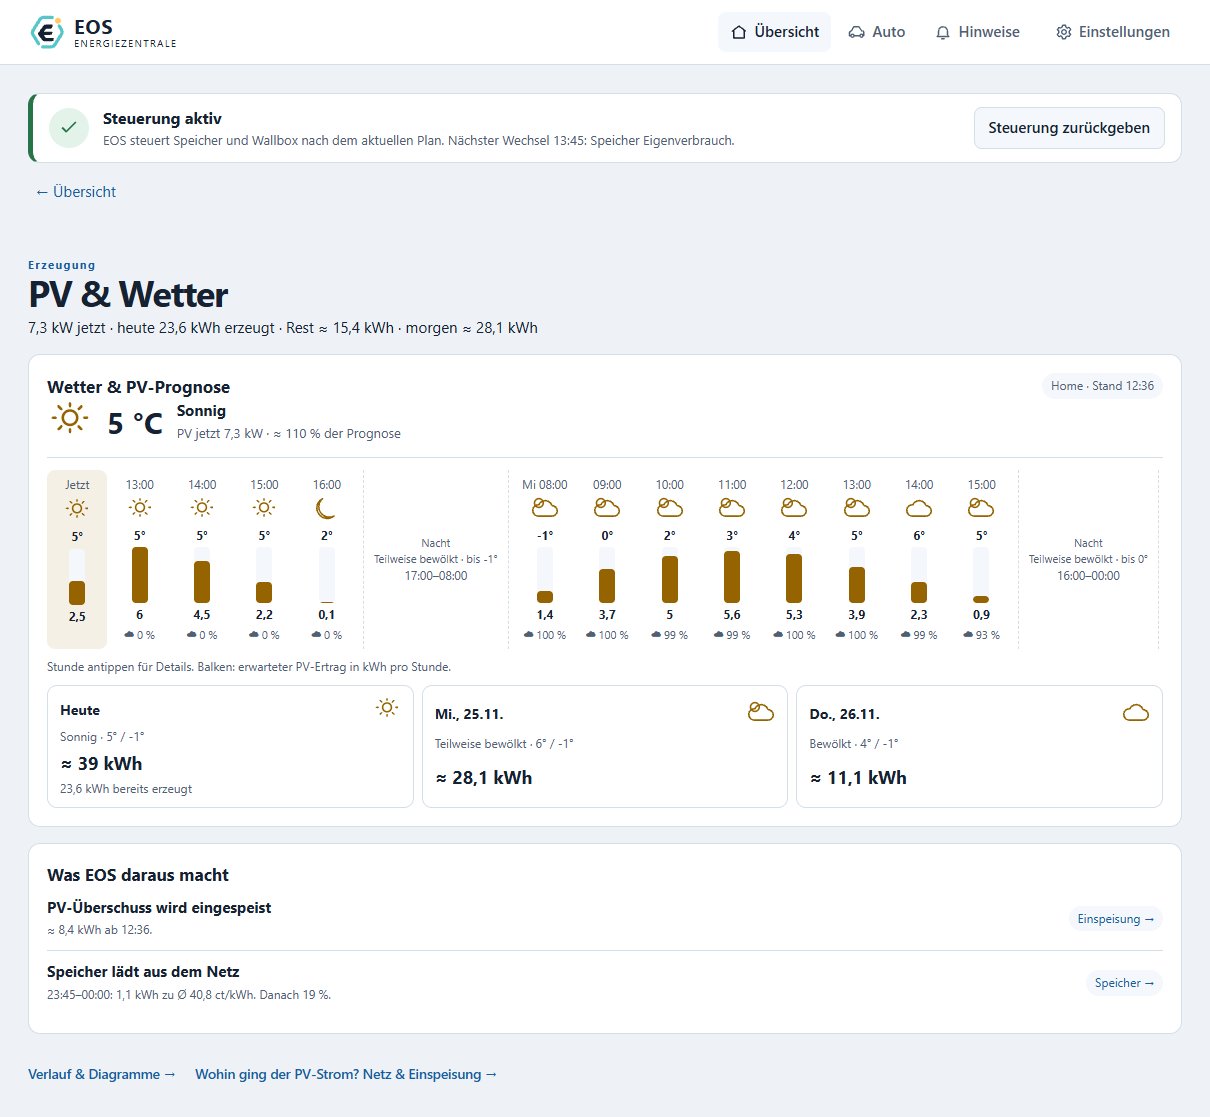 EOS
ENERGIEZENTRALE
Übersicht
Auto
Hinweise
Einstellungen
Steuerung aktiv
EOS steuert Speicher und Wallbox nach dem aktuellen Plan. Nächster Wechsel 13:45: Speicher Eigenverbrauch.
Steuerung zurückgeben
← Übersicht
Erzeugung
PV & Wetter
7,3 kW jetzt · heute 23,6 kWh erzeugt · Rest ≈ 15,4 kWh · morgen ≈ 28,1 kWh
Wetter & PV-Prognose
Home · Stand 12:36
5 °C
Sonnig
PV jetzt 7,3 kW · ≈ 110 % der Prognose
Jetzt 13:00 14:00 15:00 16:00 Mi 08:00 09:00 10:00 11:00 12:00 13:00 14:00 15:00
5° 5° 5° 5° 2° -1° 0° 2° 3° 4° 5° 6° 5°
Nacht
Teilweise bewölkt · bis -1°
17:00–08:00
Nacht
Teilweise bewölkt · bis 0°
16:00–00:00
2,5 6 4,5 2,2 0,1 1,4 3,7 5 5,6 5,3 3,9 2,3 0,9
0 % 0 % 0 % 0 % 100 % 100 % 99 % 99 % 100 % 100 % 99 % 93 %
Stunde antippen für Details. Balken: erwarteter PV-Ertrag in kWh pro Stunde.
Heute
Sonnig · 5° / -1°
≈ 39 kWh
23,6 kWh bereits erzeugt
Mi., 25.11.
Teilweise bewölkt · 6° / -1°
≈ 28,1 kWh
Do., 26.11.
Bewölkt · 4° / -1°
≈ 11,1 kWh
Was EOS daraus macht
PV-Überschuss wird eingespeist
≈ 8,4 kWh ab 12:36.
Einspeisung →
Speicher lädt aus dem Netz
23:45–00:00: 1,1 kWh zu Ø 40,8 ct/kWh. Danach 19 %.
Speicher →
Verlauf & Diagramme →
Wohin ging der PV-Strom? Netz & Einspeisung →